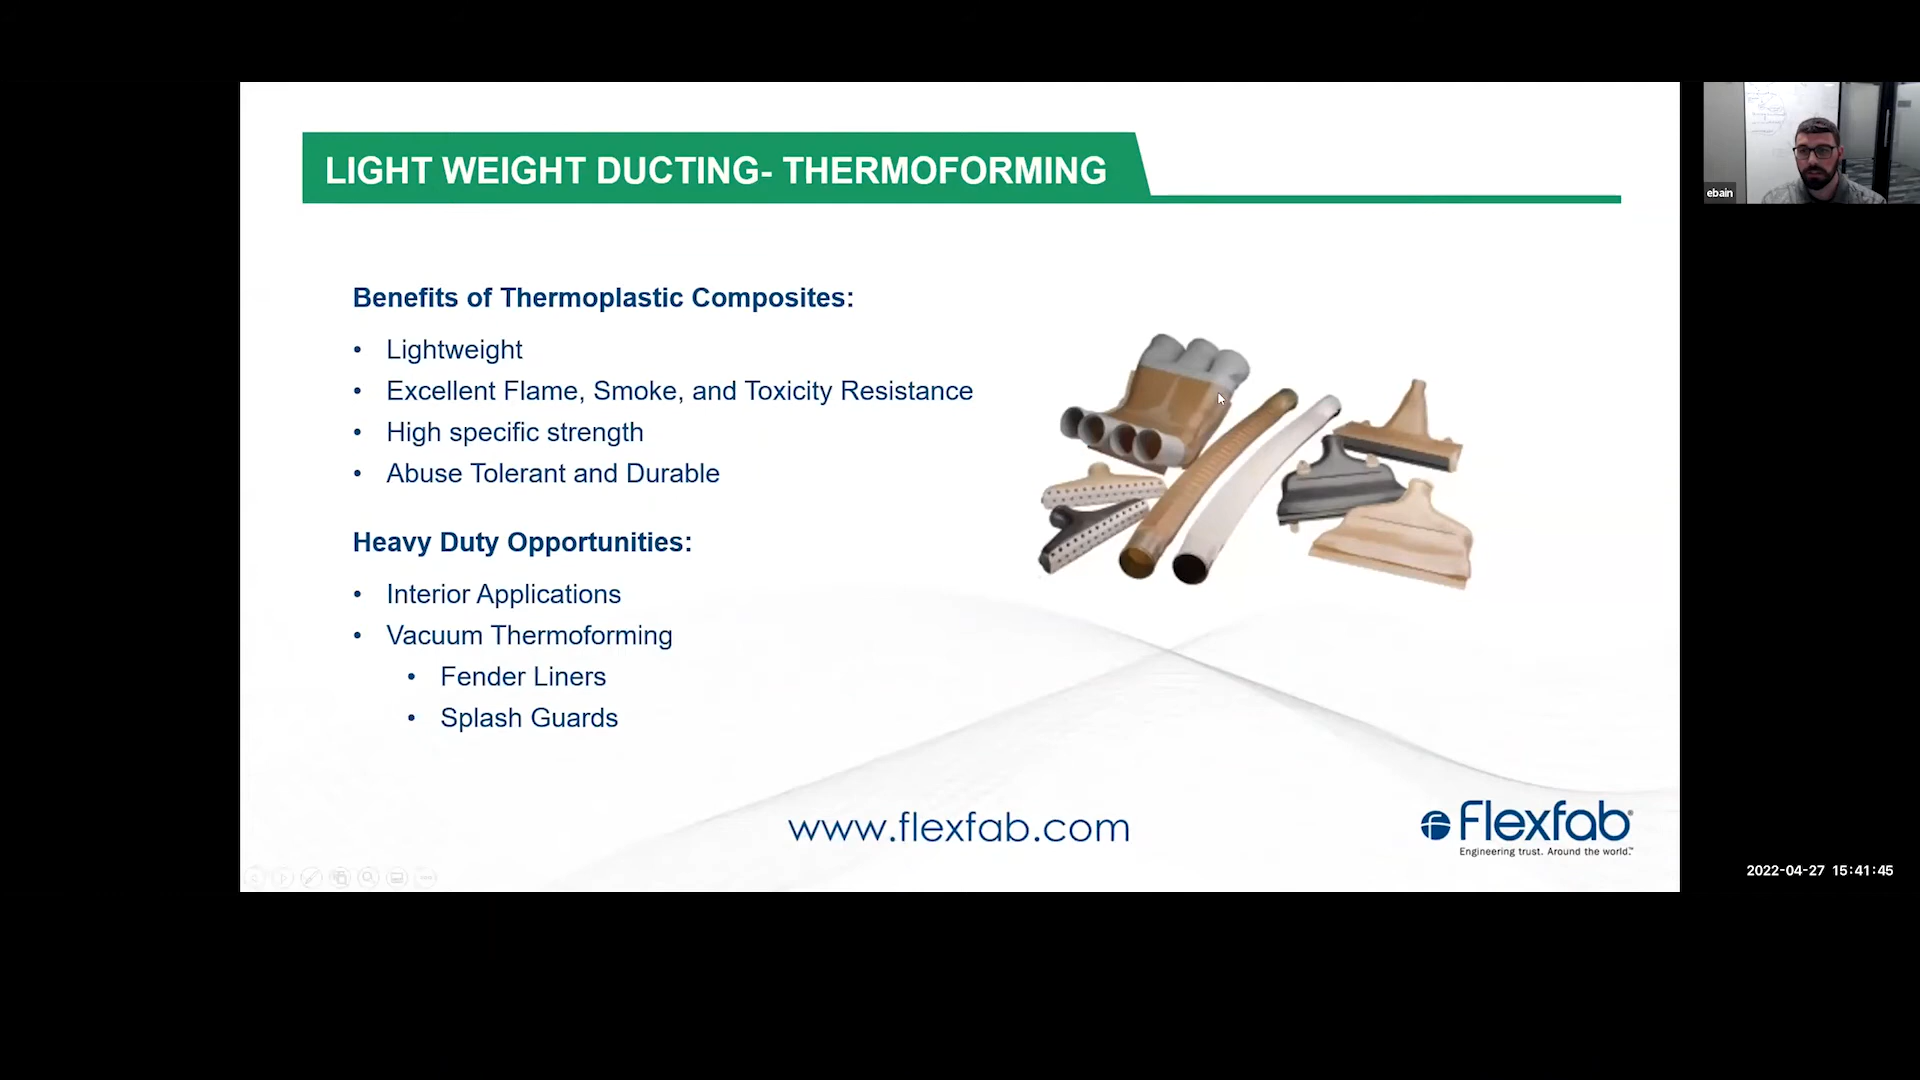 LIGHT WEIGHT DUCTING- THERMOFORMING
Benefits of Thermoplastic Composites:
• Lightweight
• Excellent Flame, Smoke, and Toxicity Resistance
• High specific strength
• Abuse Tolerant and Durable
Heavy Duty Opportunities:
• Interior Applications
• Vacuum Thermoforming
• Fender Liners
• Splash Guards
www.flexfab.com
Flexfab®
Engineering trust. Around the world.™
ebain
2022-04-27 15:41:45